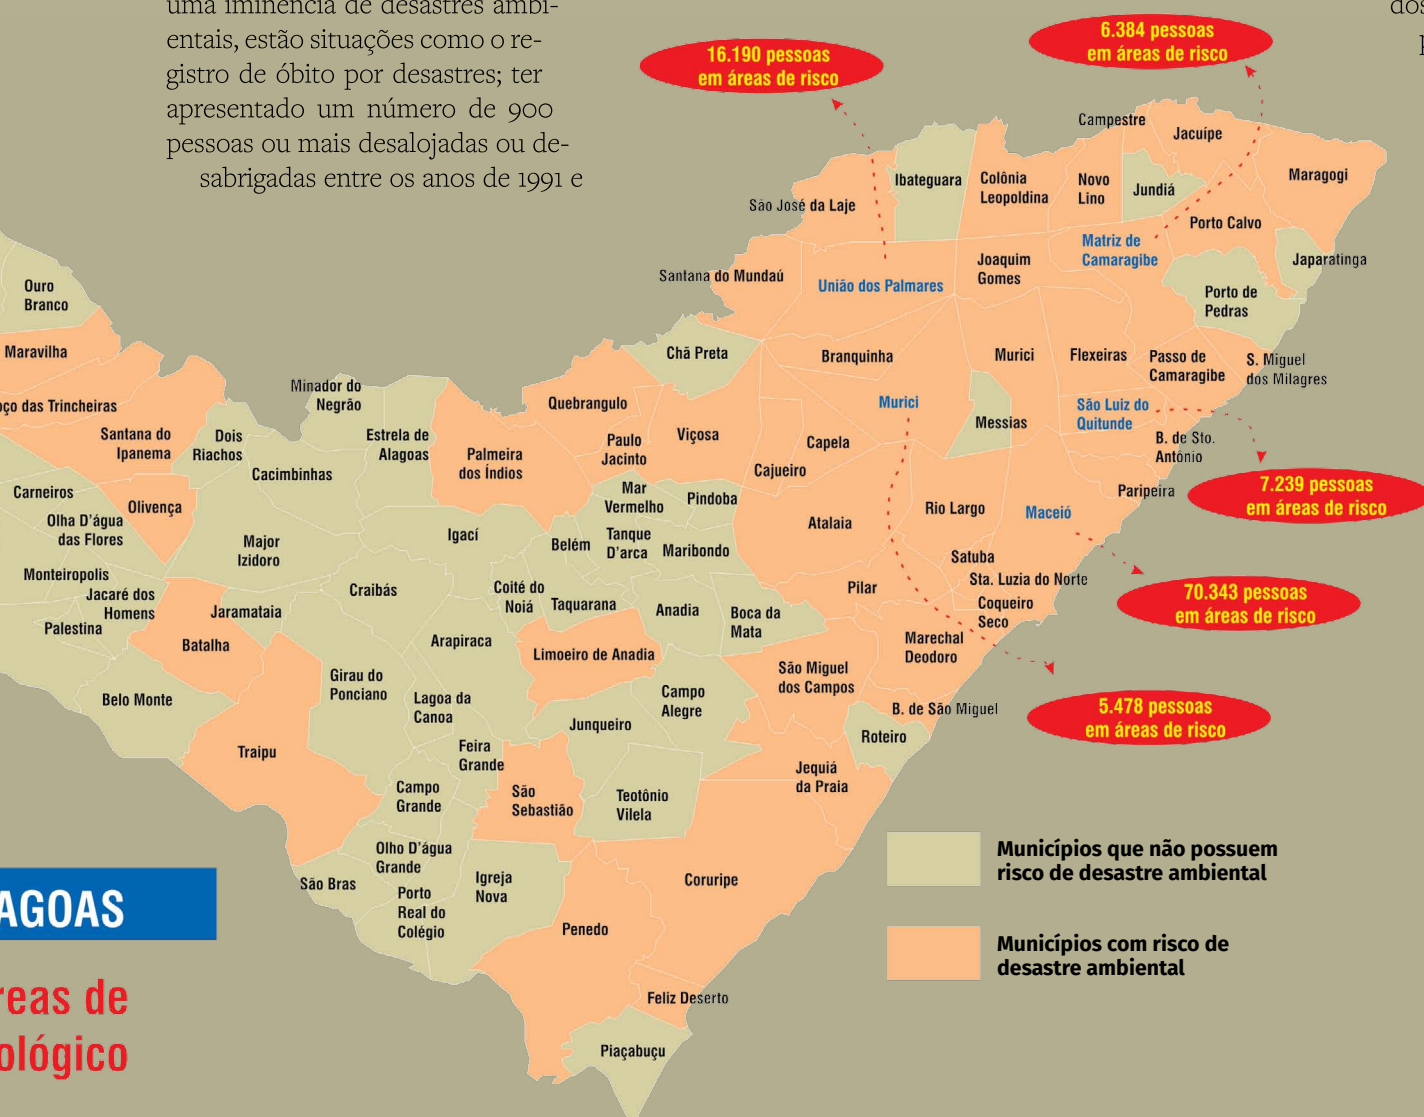 uma iminência de desastres ambi-
entais, estão situações como o re-
gistro de óbito por desastres; ter
apresentado um número de 900
pessoas ou mais desalojadas ou de-
sabrigadas entre os anos de 1991 e
16.190 pessoas
em áreas de risco
6.384 pessoas
em áreas de risco
Campestre
Jacuípe
Ibateguara
Colônia
Leopoldina
Novo
Lino
Jundiá
Maragogi
São José da Laje
Porto Calvo
Matriz de
Camaragibe
Joaquim
Gomes
Japaratinga
Santana do Mundaú
União dos Palmares
Porto de
Pedras
Ouro
Branco
Maravilha
Chã Preta
Branquinha
Murici
Flexeiras
Passo de
Camaragibe
S. Miguel
dos Milagres
Minador do
Negrão
ço das Trincheiras
Quebrangulo
Murici
São Luiz do
Quitunde
Messias
Santana do
Ipanema
Dois
Riachos
Estrela de
Alagoas
Palmeira
dos Índios
Paulo
Jacinto
Viçosa
Capela
B. de Sto.
Antônio
Cacimbinhas
Cajueiro
7.239 pessoas
em áreas de risco
Carneiros
Olivença
Mar
Vermelho
Pindoba
Paripeira
Olha D'água
das Flores
Atalaia
Rio Largo
Maceió
Major
Izidoro
Igací
Belém
Tanque
D'arca
Maribondo
Satuba
Monteiropolis
Jacaré dos
Homens
Craibás
Coité do
Noiá
Taquarana
Anadia
Boca da
Mata
Pilar
Sta. Luzia do Norte
Coqueiro
Seco
70.343 pessoas
em áreas de risco
Palestina
Jaramataia
Batalha
Arapiraca
Limoeiro de Anadia
Marechal
Deodoro
São Miguel
dos Campos
Belo Monte
Girau do
Ponciano
Lagoa da
Canoa
Campo
Alegre
B. de São Miguel
5.478 pessoas
em áreas de risco
Junqueiro
Roteiro
Traipu
Feira
Grande
Jequiá
da Praia
Campo
Grande
São
Sebastião
Teotônio
Vilela
Olho D'água
Grande
São Bras
Porto
Real do
Colégio
Igreja
Nova
Coruripe
Penedo
Feliz Deserto
Piaçabuçu
Municípios que não possuem
risco de desastre ambiental
Municípios com risco de
desastre ambiental
AGOAS
reas de
ológico